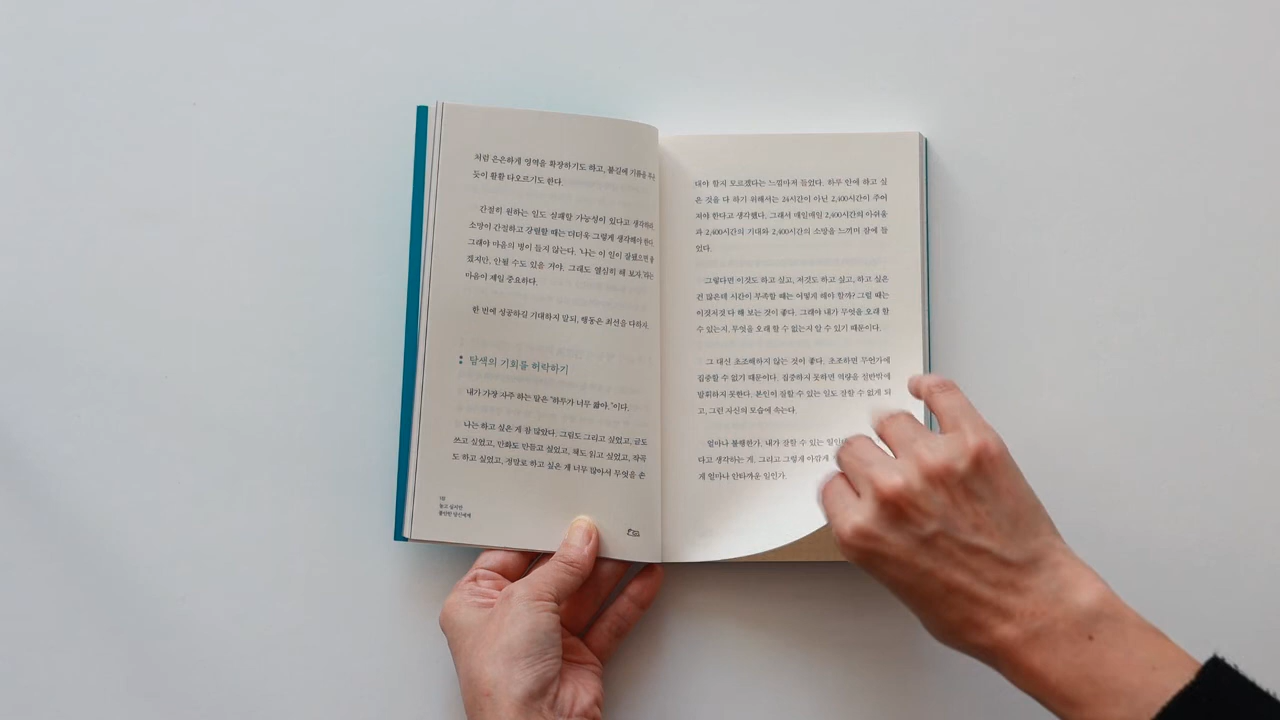 처럼 은은하게 영역을 확장하기도 하고, 불길에 기름을 부은
듯이 활활 타오르기도 한다.
간절히 원하는 일도 실패할 가능성이 있다고 생각하라.
소망이 간절하고 강렬할 때는 더더욱 그렇게 생각해야 한다.
그래야 마음의 병이 들지 않는다. '나는 이 일이 잘됐으면
겠지만, 안될 수도 있을 거야. 그래도 열심히 해 보자.'라는
마음이 제일 중요하다.
한 번에 성공하길 기대하지 말되, 행동은 최선을 다하자.
탐색의 기회를 허락하기
내가 가장 자주 하는 말은 "하루가 너무 짧아."이다.
나는 하고 싶은 게 참 많았다. 그림도 그리고 싶었고, 글도
쓰고 싶었고, 만화도 만들고 싶었고, 책도 읽고 싶었고, 작곡
도 하고 싶었고, 정말로 하고 싶은 게 너무 많아서 무엇을 손
1장
놀고 싶지만
불안한 당신에게
대야 할지 모르겠다는 느낌마저 들었다. 하루 안에 하고 싶
은 것을 다 하기 위해서는 24시간이 아닌 2,400시간이 주어
져야 한다고 생각했다. 그래서 매일매일 2,400시간의 아쉬움
과 2,400시간의 기대와 2,400시간의 소망을 느끼며 잠에 들
었다.
그렇다면 이것도 하고 싶고, 저것도 하고 싶고, 하고 싶은
건 많은데 시간이 부족할 때는 어떻게 해야 할까? 그럴 때는
이것저것 다 해 보는 것이 좋다. 그래야 내가 무엇을 오래 할
수 있는지, 무엇을 오래 할 수 없는지 알 수 있기 때문이다.
그 대신 초조해하지 않는 것이 좋다. 초조하면 무언가에
집중할 수 없기 때문이다. 집중하지 못하면 역량을 절반밖에
발휘하지 못한다. 본인이 잘할 수 있는 일도 잘할 수 없게 되
고, 그런 자신의 모습에 속는다.
얼마나 불행한가. 내가 잘할 수 있는 일인데
다고 생각하는 게. 그리고 그렇게 아깝게
게 얼마나 안타까운 일인가.